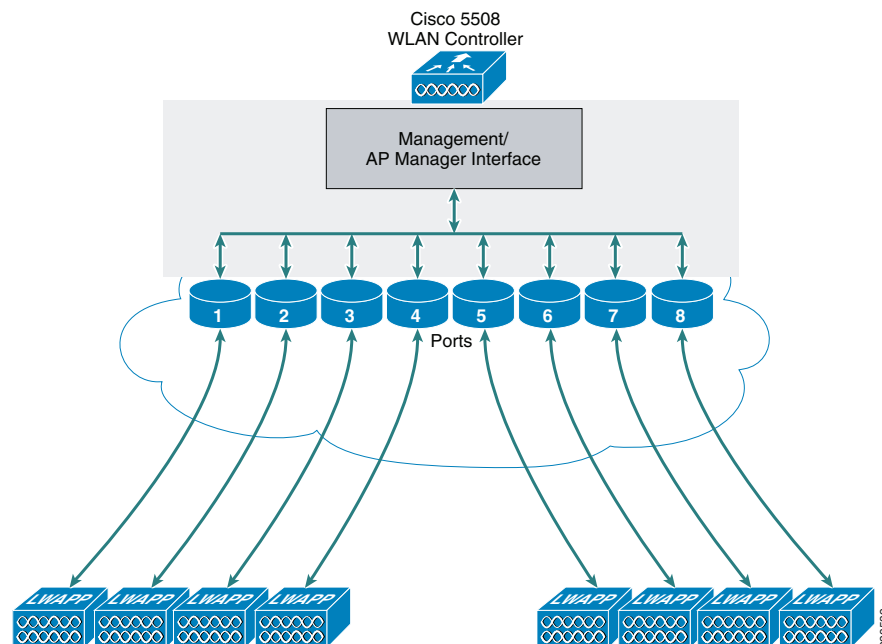 Cisco 5508
WLAN Controller
Management/
AP Manager Interface
1 2 3 4 5 6 7 8
Ports
LWAPP LWAPP LWAPP LWAPP LWAPP LWAPP LWAPP LWAPP